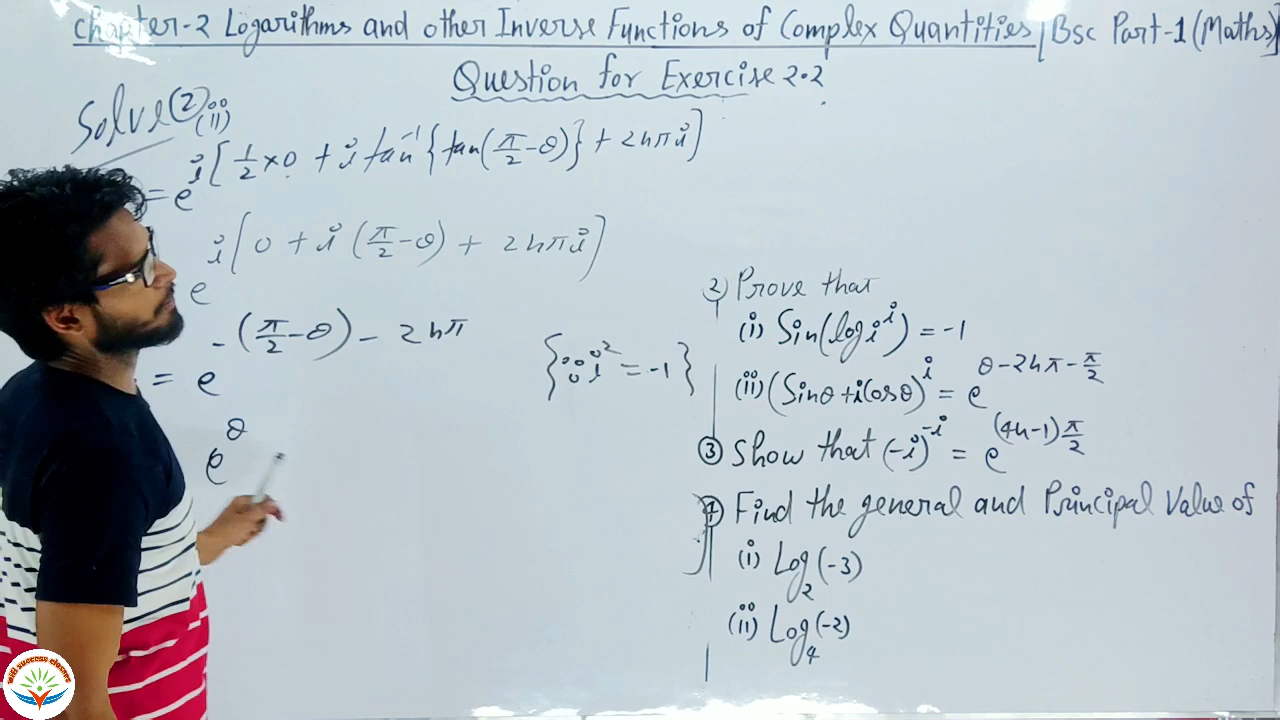 Chapter-2 Logarithms and other Inverse Functions of Complex Quantities | Bsc Part-1 (Maths)
Question for Exercise 2.2
Solve (2) (ii)
= e^i[1/2 × 0 + i tan^-1{tan(π/2 - θ)} + 2nπi]
e^i[0 + i(π/2 - θ) + 2nπi]
= e^-(π/2 - θ) - 2nπ {∵ i² = -1}
e^θ
2) Prove that
(i) Sin(log i^i) = -1
(ii) (Sinθ + iCosθ)^i = e^θ-2nπ-π/2
③ Show that (-i)^-i = e^(4n-1)π/2
④ Find the general and Principal Value of
(i) Log₂(-3)
(ii) Log₄(-2)